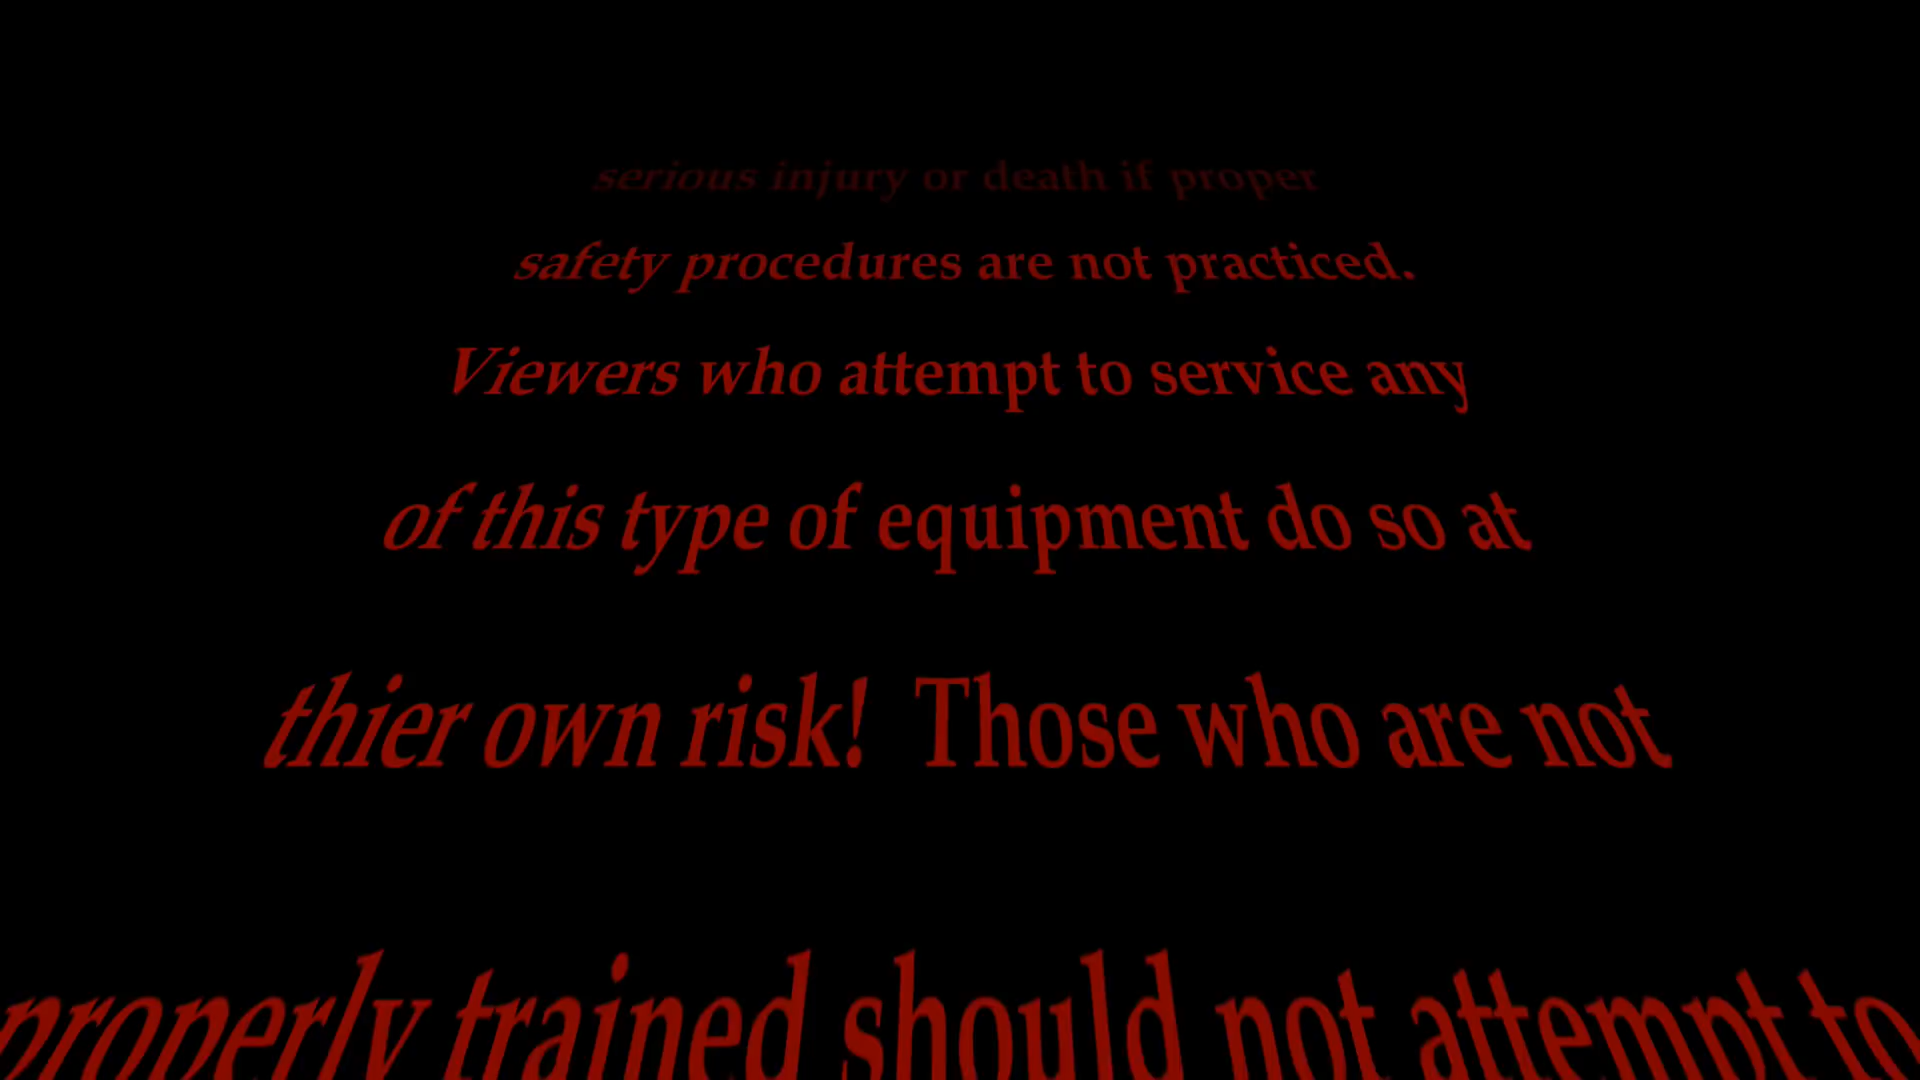 serious injury or death if proper
safety procedures are not practiced.
Viewers who attempt to service any
of this type of equipment do so at
thier own risk!  Those who are not
properly trained should not attempt to